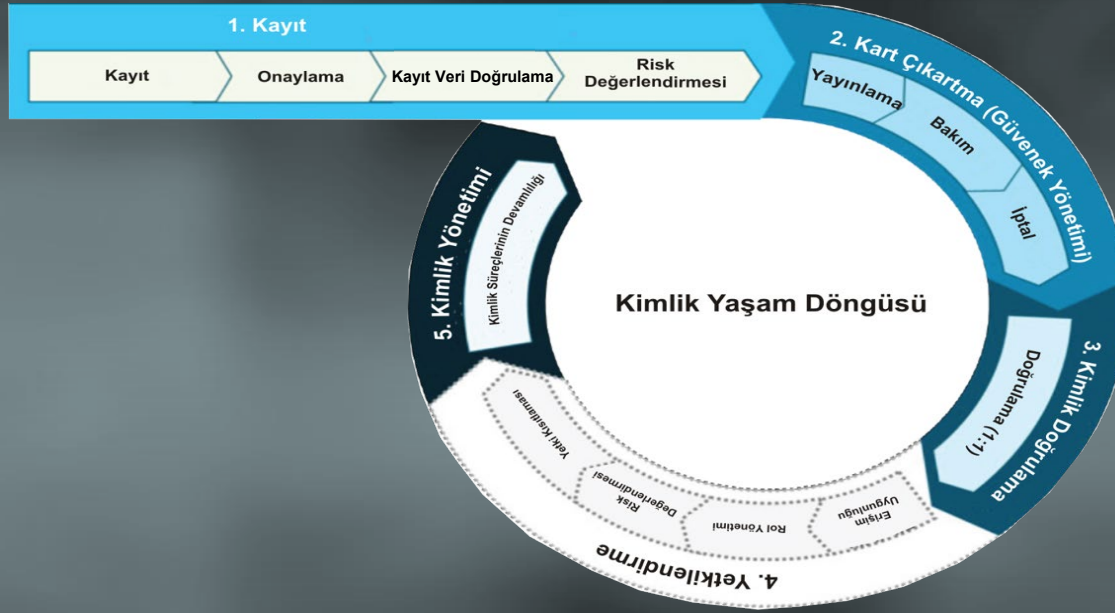 1. Kayıt
Kayıt
Onaylama
Kayıt Veri Doğrulama
Risk
Değerlendirmesi
2. Kart Çıkartma (Güvenek Yönetimi)
Yayınlama
Bakım
İptal
3. Kimlik Doğrulama
Doğrulama (1:1)
4. Yetkilendirme
Erişim
Uygunluğu
Rol Yönetimi
Risk
Değerlendirmesi
Yetki Kısıtlaması
5. Kimlik Yönetimi
Kimlik Süreçlerinin Devamlılığı
Kimlik Yaşam Döngüsü